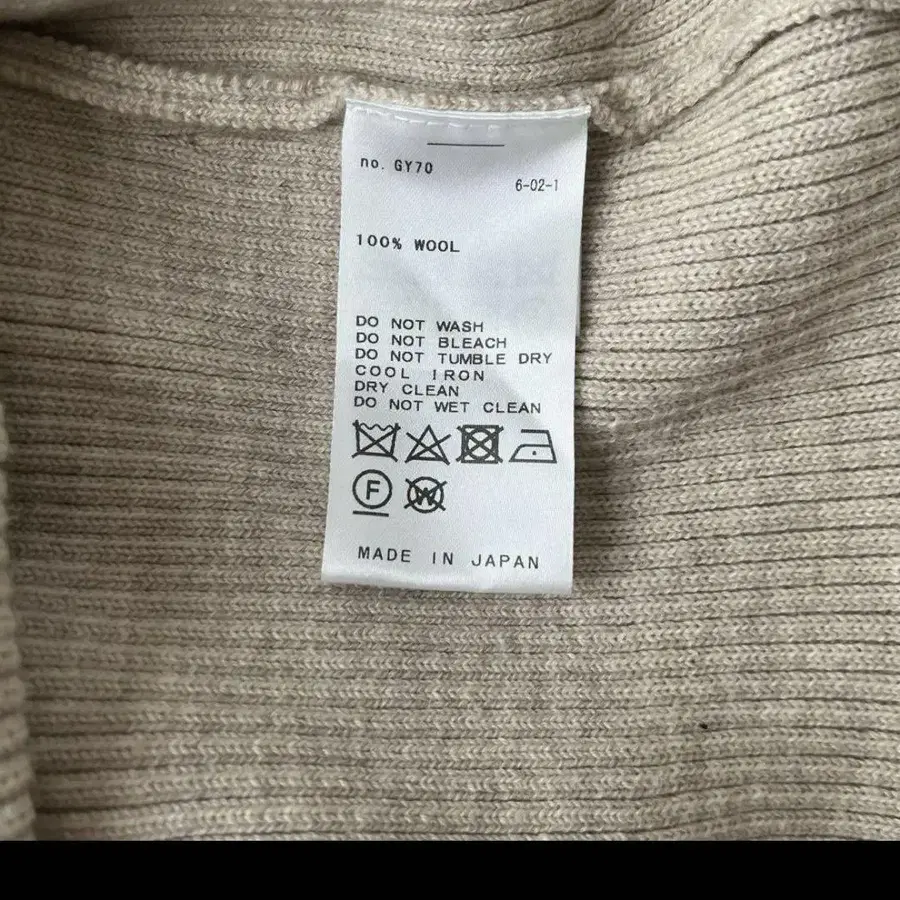 no. GY70
6-02-1
100% WOOL
DO NOT WASH
DO NOT BLEACH
DO NOT TUMBLE DRY
COOL IRON
DRY CLEAN
DO NOT WET CLEAN
F
W
MADE IN JAPAN